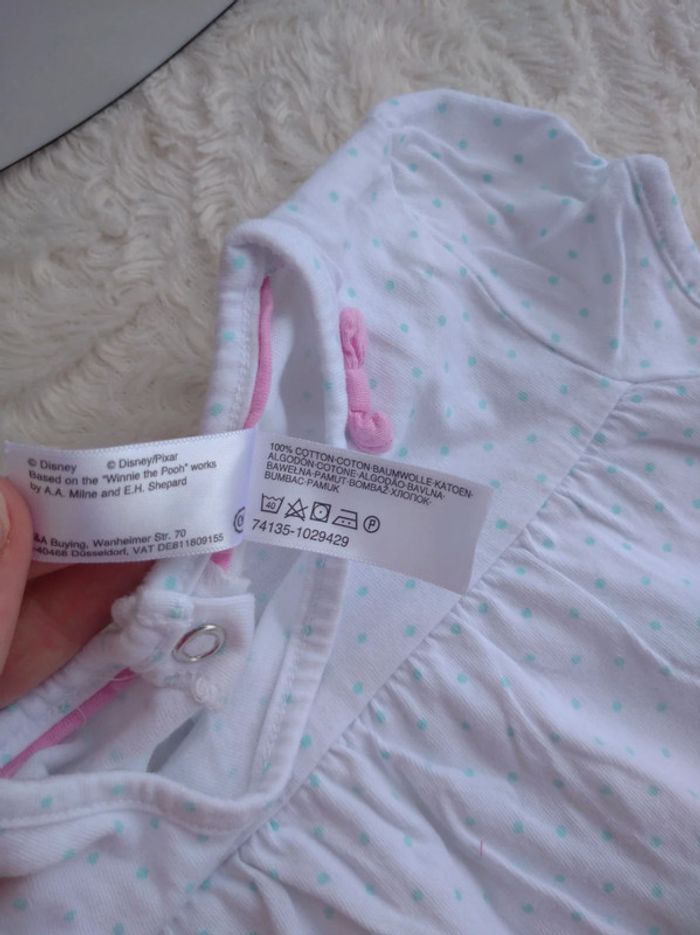 © Disney © Disney/Pixar
Based on the "Winnie the Pooh" works
by A.A. Milne and E.H. Shepard
&A Buying, Wanheimer Str. 70
-40468 Düsseldorf, VAT DE811809155
100% COTTON·COTON·BAUMWOLLE·KATOEN·
ALGODÓN·COTONE·ALGODÃO·BAVLNA·
BAWEŁNA·PAMUT·BOMBAŽ·ХЛОПОК·
BUMBAC·PAMUK
40 P
74135-1029429